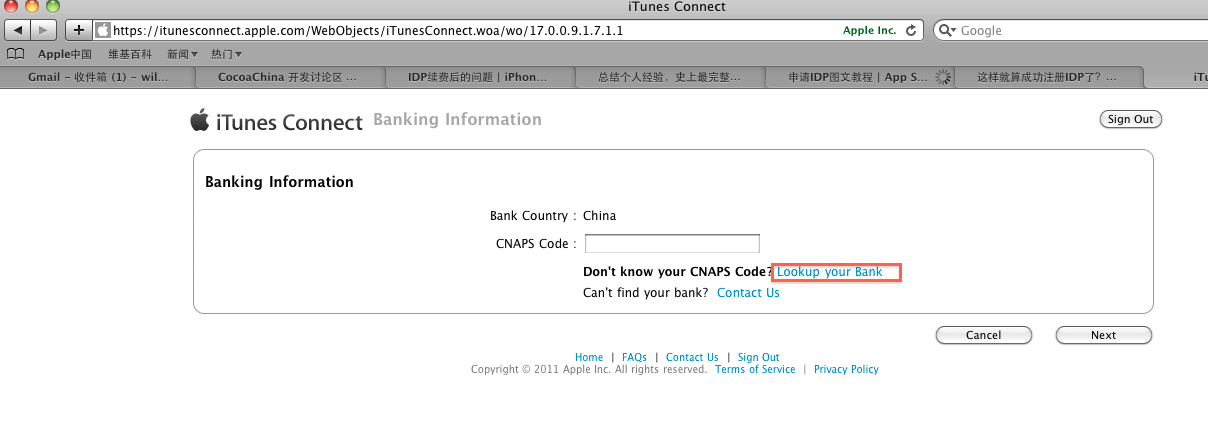 iTunes Connect
https://itunesconnect.apple.com/WebObjects/iTunesConnect.woa/wo/17.0.0.9.1.7.1.1 Apple Inc. Google
Apple中国 维基百科 新闻 热门
Gmail - 收件箱 (1) - wil... CocoaChina 开发讨论区 ... IDP续费后的问题 | iPhon... 总结个人经验，史上最完整... 申请IDP图文教程 | App S... 这样就算成功注册IDP了？... iTu
iTunes Connect Banking Information Sign Out
Banking Information
Bank Country : China
CNAPS Code :
Don't know your CNAPS Code? Lookup your Bank
Can't find your bank? Contact Us
Cancel Next
Home | FAQs | Contact Us | Sign Out
Copyright © 2011 Apple Inc. All rights reserved. Terms of Service | Privacy Policy